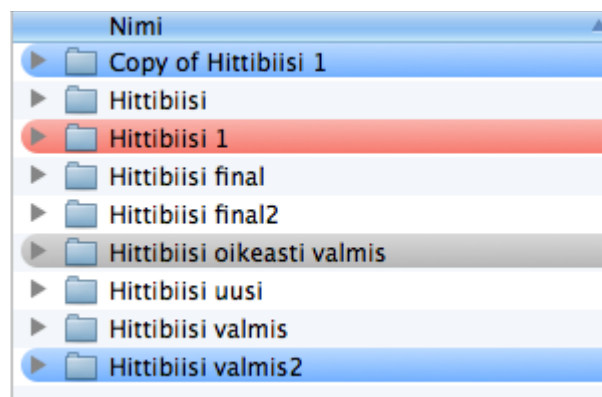 Nimi
Copy of Hittibiisi 1
Hittibiisi
Hittibiisi 1
Hittibiisi final
Hittibiisi final2
Hittibiisi oikeasti valmis
Hittibiisi uusi
Hittibiisi valmis
Hittibiisi valmis2